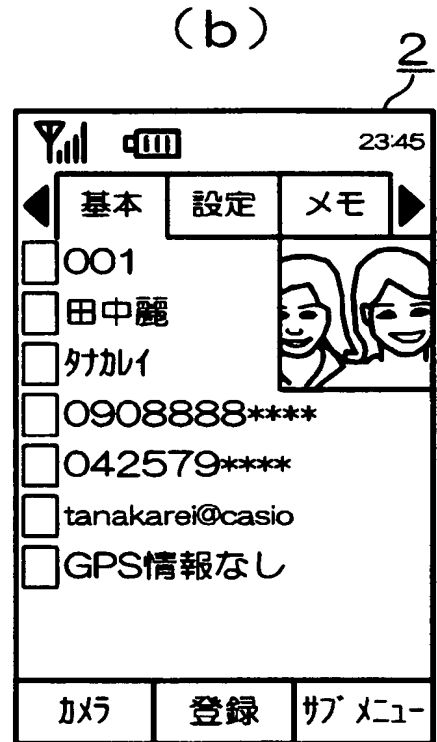 (b)
2
23:45
基本 設定 メモ
001
田中麗
ﾀﾅｶﾚｲ
0908888****
042579****
tanakarei@casio
GPS情報なし
ｶﾒﾗ 登録 ｻﾌﾞﾒﾆｭｰ